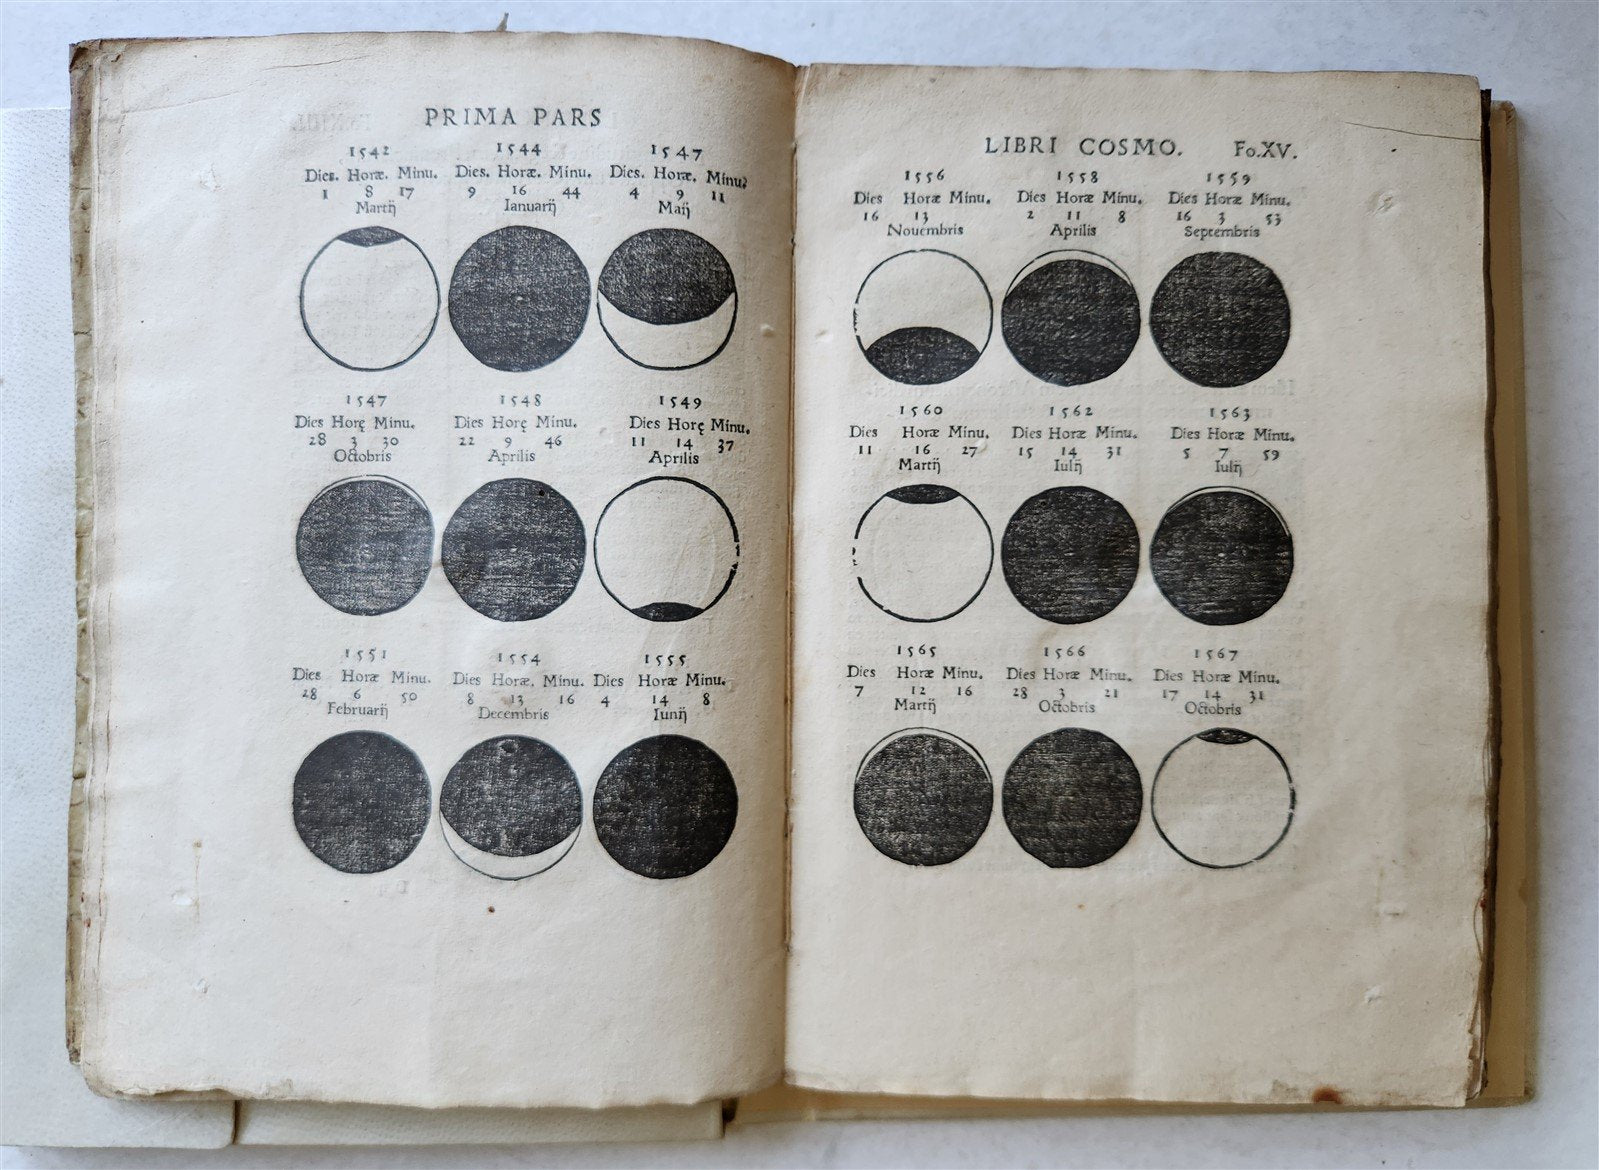 PRIMA PARS
1542 1544 1547
Dies. Horæ. Minu. Dies. Horæ. Minu. Dies. Horæ. Minu.
1 8 17 9 16 44 4 9 11
Martij Ianuarij Maij
1547 1548 1549
Dies Horę Minu. Dies Horę Minu. Dies Horę Minu.
28 3 30 22 9 46 11 14 37
Octobris Aprilis Aprilis
1551 1554 1555
Dies Horæ Minu. Dies Horæ. Minu. Dies Horæ Minu.
28 6 50 8 13 16 4 14 8
Februarij Decembris Iunij
LIBRI COSMO. Fo.XV.
1556 1558 1559
Dies Horæ Minu. Dies Horæ Minu. Dies Horæ Minu.
16 13 2 11 8 16 3 53
Nouembris Aprilis Septembris
1560 1562 1563
Dies Horæ Minu. Dies Horæ Minu. Dies Horæ Minu.
11 16 27 15 14 31 5 7 59
Martij Iulij Iulij
1565 1566 1567
Dies Horæ Minu. Dies Horæ Minu. Dies Horæ Minu.
7 12 16 28 3 21 17 14 31
Martij Octobris Octobris